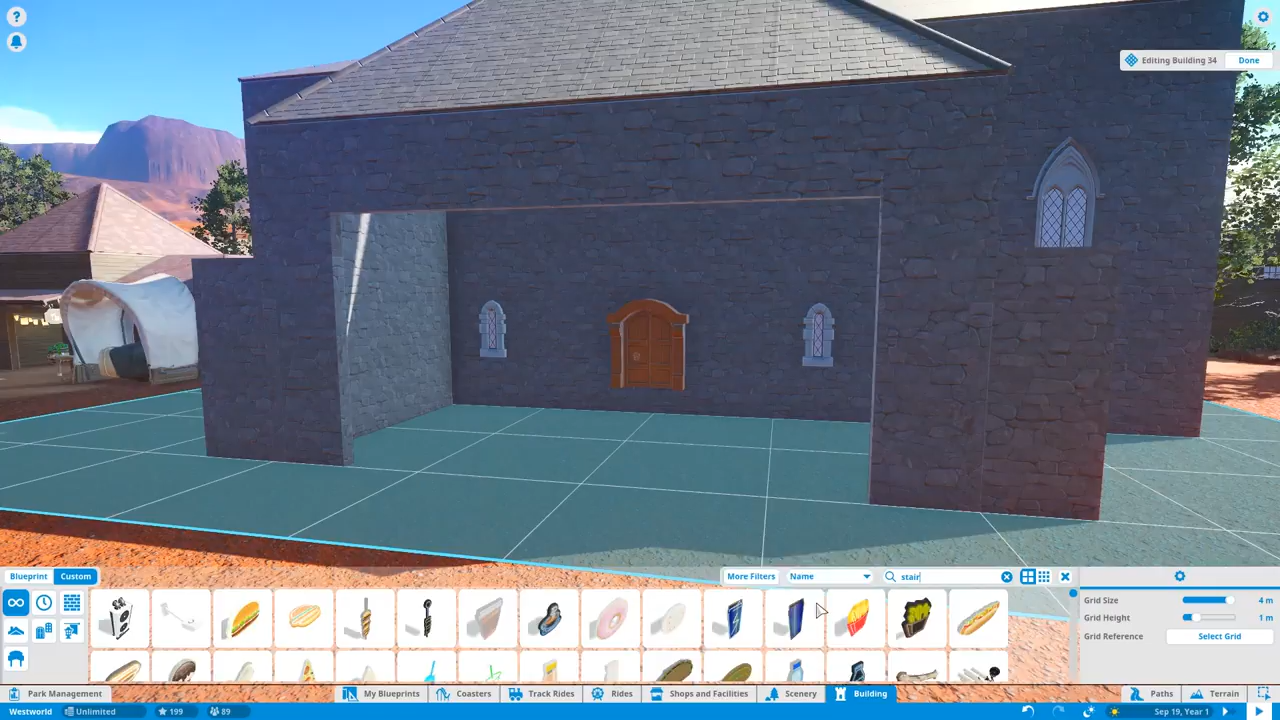 ?
Editing Building 34 Done
Blueprint Custom
More Filters Name stair
Grid Size 4 m
Grid Height 1 m
Grid Reference Select Grid
Park Management My Blueprints Coasters Track Rides Rides Shops and Facilities Scenery Building Paths Terrain
Westworld Unlimited 199 89 Sep 19, Year 1